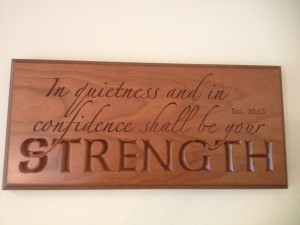 In quietness and in
Isa. 30:15
confidence shall be your
STRENGTH